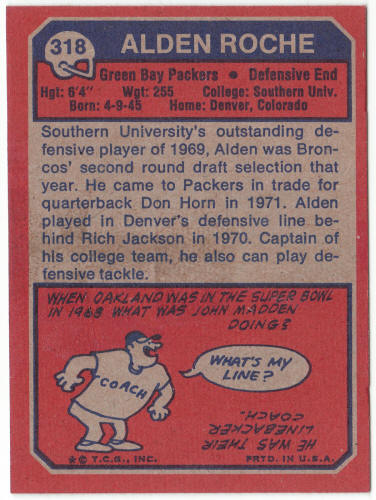 318
ALDEN ROCHE
Green Bay Packers • Defensive End
Hgt: 6'4" Wgt: 255 College: Southern Univ.
Born: 4-9-45 Home: Denver, Colorado
Southern University's outstanding de-
fensive player of 1969, Alden was Bron-
cos' second round draft selection that
year. He came to Packers in trade for
quarterback Don Horn in 1971. Alden
played in Denver's defensive line be-
hind Rich Jackson in 1970. Captain of
his college team, he also can play
defensive tackle.
WHEN OAKLAND WAS IN THE SUPER BOWL
IN 1968 WHAT WAS JOHN MADDEN
DOING?
COACH
WHAT'S MY
LINE?
HE WAS THEIR
LINEBACKER
COACH.
* © T.C.G., INC.
PRTD. IN U.S.A.